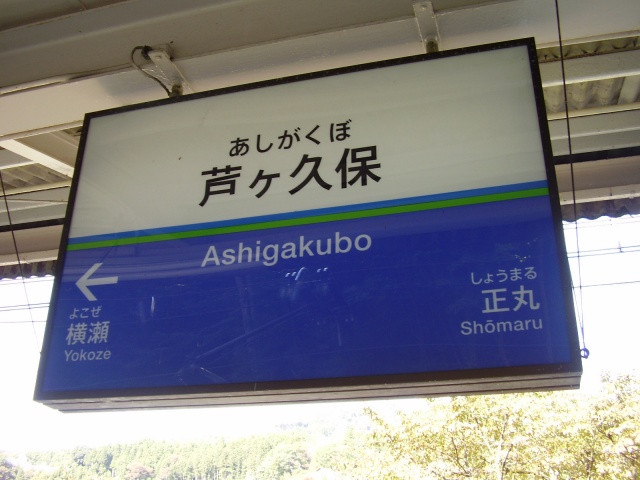 あしがくぼ
芦ヶ久保
Ashigakubo
←
よこぜ
横瀬
Yokoze
しょうまる
正丸
Shōmaru